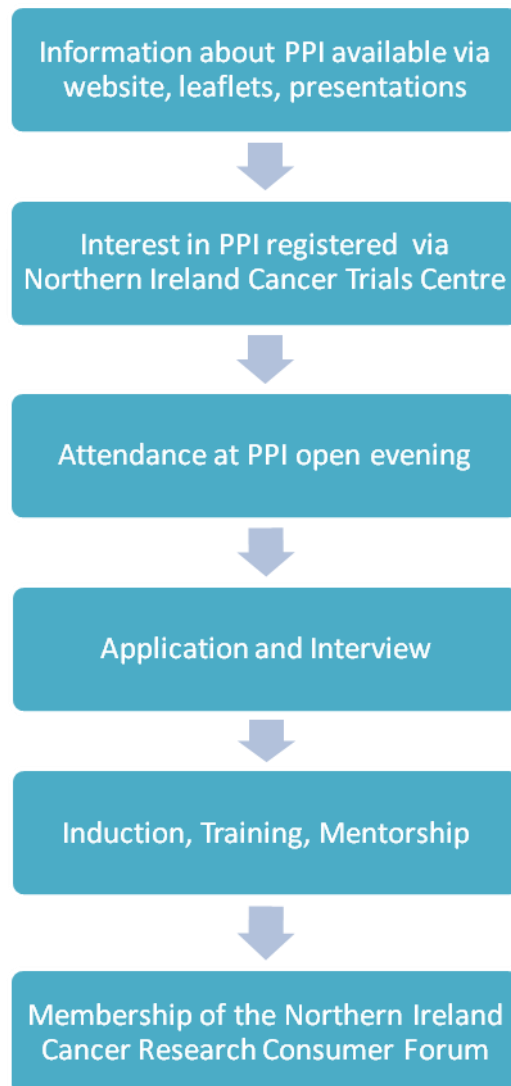 Information about PPI available via
website, leaflets, presentations
Interest in PPI registered via
Northern Ireland Cancer Trials Centre
Attendance at PPI open evening
Application and Interview
Induction, Training, Mentorship
Membership of the Northern Ireland
Cancer Research Consumer Forum